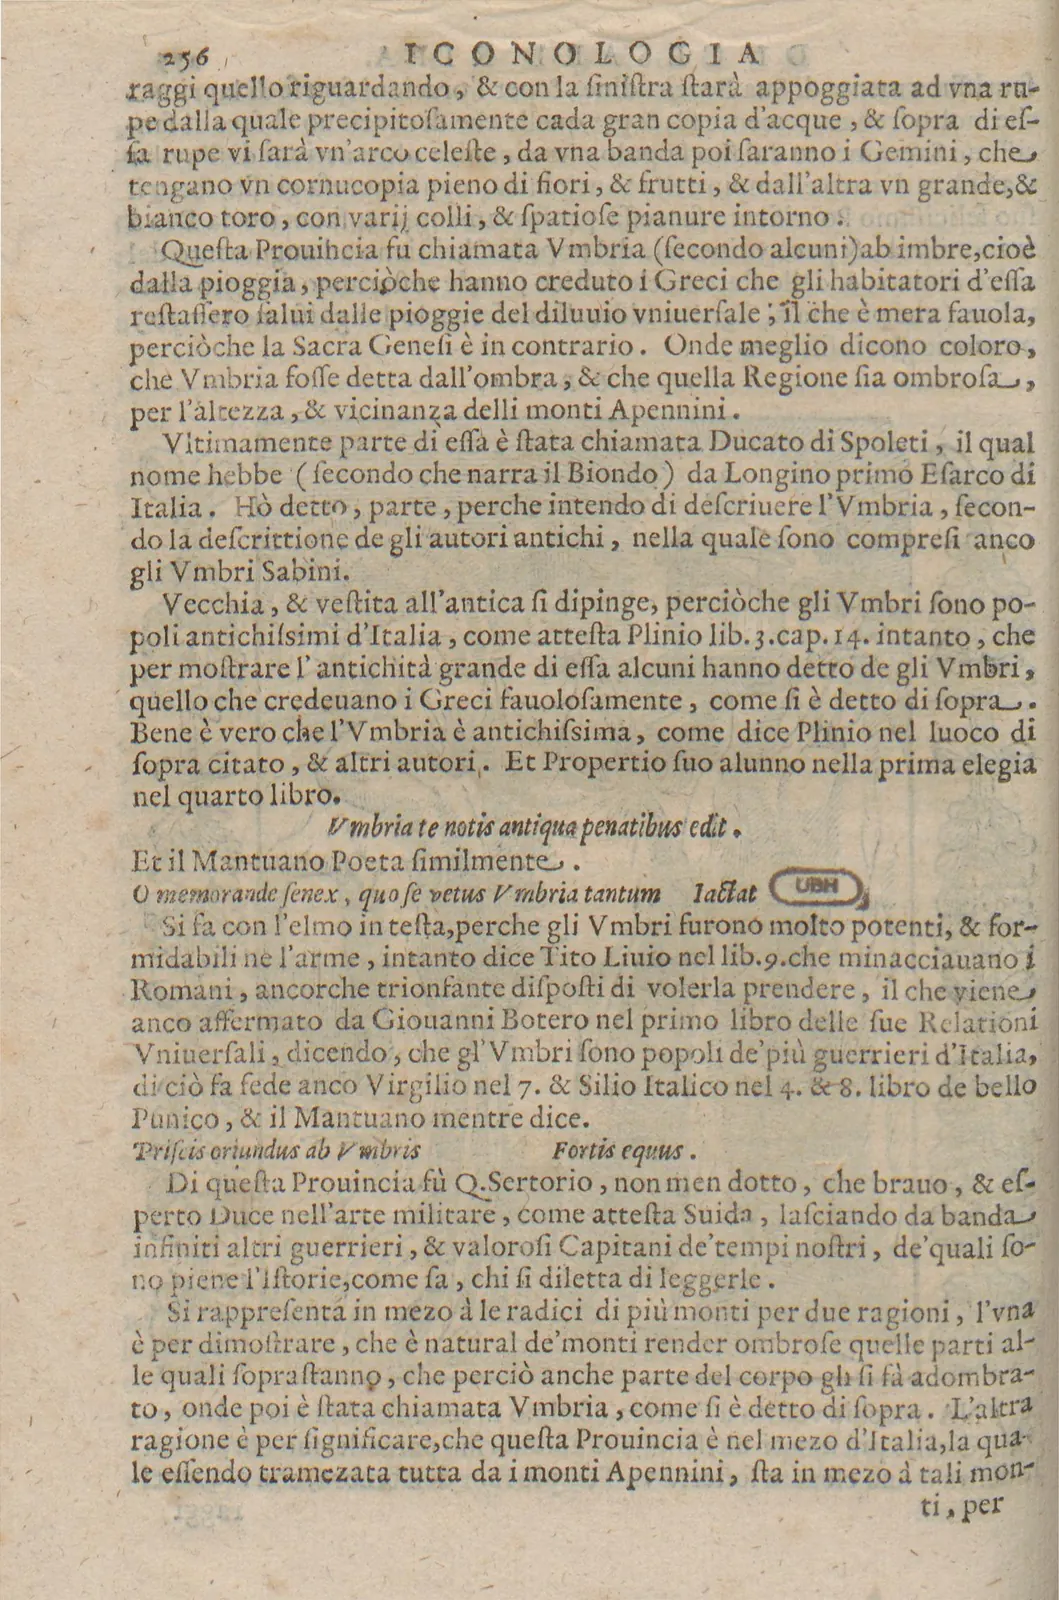 256 ICONOLOGIA
raggi quello riguardando, & con la ſiniſtra ſtarà appoggiata ad vna ru-
pe dalla quale precipitoſamente cada gran copia d'acque, & ſopra di eſ-
ſa rupe vi ſarà vn'arco celeſte, da vna banda poi ſaranno i Gemini, che
tengano vn cornucopia pieno di fiori, & frutti, & dall'altra vn grande,&
bianco toro, con varij colli, & ſpatioſe pianure intorno.
Queſta Prouincia fù chiamata Vmbria (ſecondo alcuni) ab imbre,cioè
dalla pioggia, perciòche hanno creduto i Greci che gli habitatori d'eſſa
reſtaſſero ſalui dalle pioggie del diluuio vniuerſale; il che è mera fauola,
perciòche la Sacra Geneſi è in contrario. Onde meglio dicono coloro,
che Vmbria foſſe detta dall'ombra, & che quella Regione ſia ombroſa,
per l'altezza, & vicinanza delli monti Apennini.
Vltimamente parte di eſſa è ſtata chiamata Ducato di Spoleti, il qual
nome hebbe (ſecondo che narra il Biondo) da Longino primo Eſarco di
Italia. Hò detto, parte, perche intendo di deſcriuere l'Vmbria, ſecon-
do la deſcrittione de gli autori antichi, nella quale ſono compreſi anco
gli Vmbri Sabini.
Vecchia, & veſtita all'antica ſi dipinge, perciòche gli Vmbri ſono po-
poli antichiſsimi d'Italia, come atteſta Plinio lib.3.cap.14. intanto, che
per moſtrare l'antichità grande di eſſa alcuni hanno detto de gli Vmbri,
quello che credeuano i Greci fauoloſamente, come ſi è detto di ſopra.
Bene è vero che l'Vmbria è antichiſsima, come dice Plinio nel luoco di
ſopra citato, & altri autori. Et Propertio ſuo alunno nella prima elegia
nel quarto libro.
Vmbria te notis antiqua penatibus edit.
Et il Mantuano Poeta ſimilmente.
O memorande ſenex, quo ſe vetus Vmbria tantum Iactat UBH
Si fa con l'elmo in teſta,perche gli Vmbri furono molto potenti, & for-
midabili ne l'arme, intanto dice Tito Liuio nel lib.9.che minacciauano i
Romani, ancorche trionfante diſpoſti di volerla prendere, il che viene
anco affermato da Giouanni Botero nel primo libro delle ſue Relationi
Vniuerſali, dicendo, che gl'Vmbri ſono popoli de'più guerrieri d'Italia,
di ciò fa fede anco Virgilio nel 7. & Silio Italico nel 4. & 8. libro de bello
Punico, & il Mantuano mentre dice.
Priſcis oriundus ab Vmbris Fortis equus.
Di queſta Prouincia fù Q.Sertorio, non men dotto, che brauo, & eſ-
perto Duce nell'arte militare, come atteſta Suida, laſciando da banda
infiniti altri guerrieri, & valoroſi Capitani de'tempi noſtri, de'quali ſo-
no piene l'iſtorie,come ſa, chi ſi diletta di leggerle.
Si rappreſenta in mezo à le radici di più monti per due ragioni, l'vna
è per dimoſtrare, che è natural de'monti render ombroſe quelle parti al-
le quali ſopraſtanno, che perciò anche parte del corpo gli ſi fà adombra-
to, onde poi è ſtata chiamata Vmbria, come ſi è detto di ſopra. L'altra
ragione è per ſignificare,che queſta Prouincia è nel mezo d'Italia,la qua-
le eſſendo tramezata tutta da i monti Apennini, ſta in mezo à tali mon-
ti, per